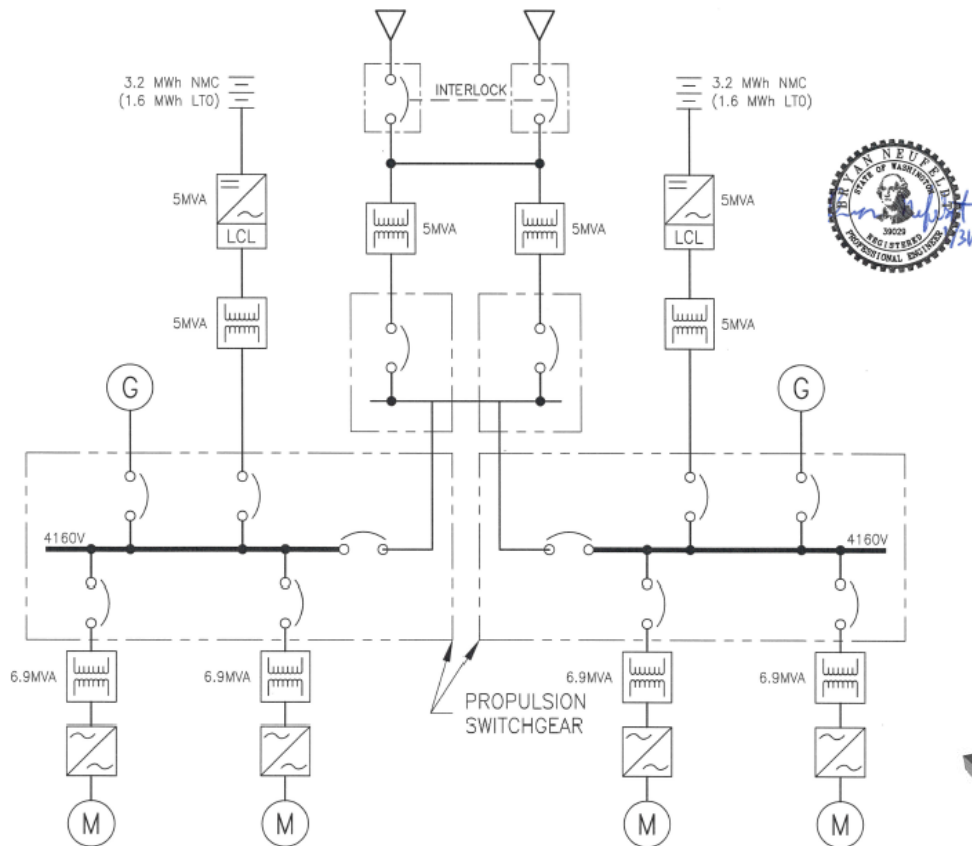 3.2 MWh NMC
(1.6 MWh LTO)
INTERLOCK
3.2 MWh NMC
(1.6 MWh LTO)
5MVA
LCL
5MVA
5MVA
5MVA
LCL
BRYAN NEUFELD
STATE OF WASHINGTON
39029
REGISTERED
PROFESSIONAL ENGINEER
5MVA
5MVA
G
G
4160V
4160V
6.9MVA
6.9MVA
6.9MVA
6.9MVA
PROPULSION
SWITCHGEAR
M
M
M
M